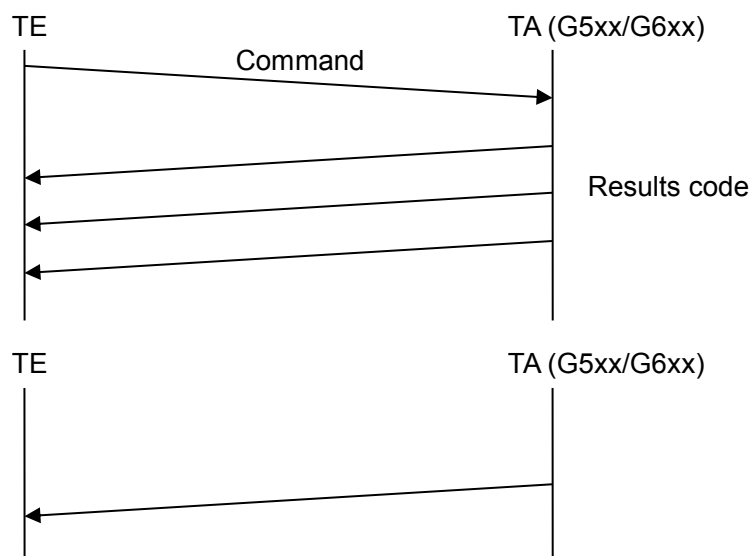 TE TA (G5xx/G6xx)
Command
Results code
TE TA (G5xx/G6xx)